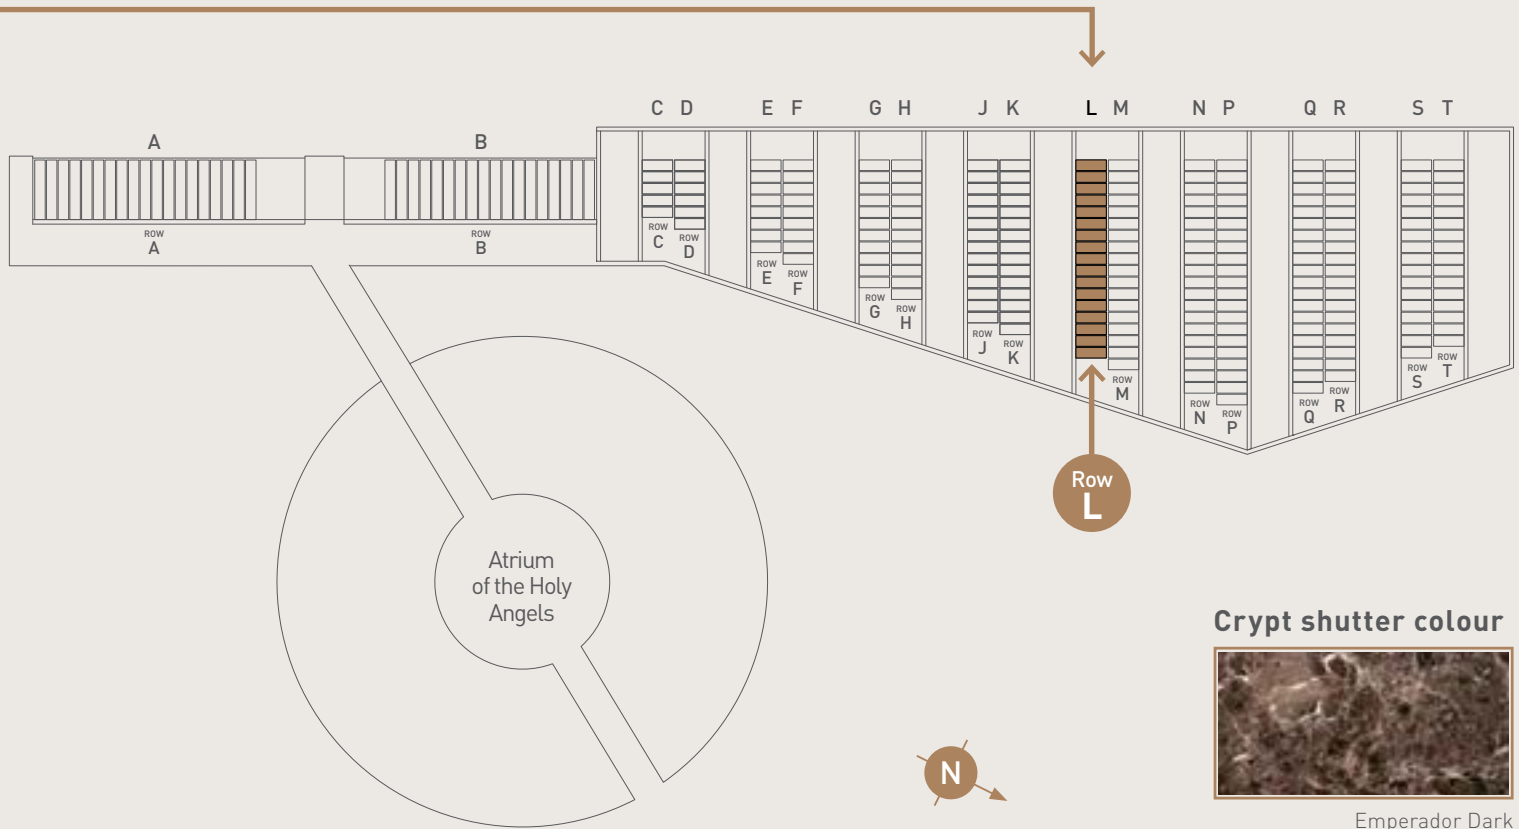 A
B
C D
E F
G H
J K
L M
N P
Q R
S T
ROW
A
ROW
B
ROW
C
ROW
D
ROW
E
ROW
F
ROW
G
ROW
H
ROW
J
ROW
K
ROW
M
ROW
N
ROW
P
ROW
Q
ROW
R
ROW
S
ROW
T
Row
L
Atrium
of the Holy
Angels
N
Crypt shutter colour
Emperador Dark